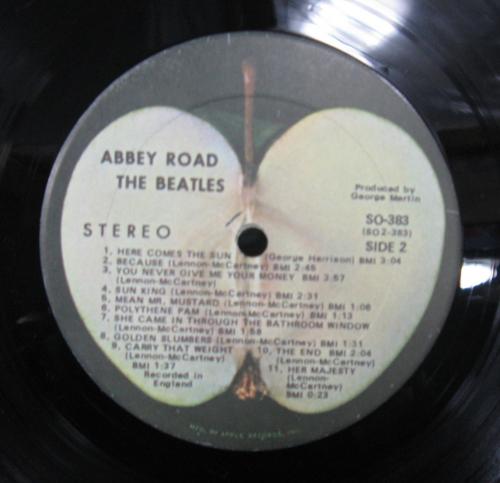 ABBEY ROAD
THE BEATLES
Produced by
George Martin
STEREO
SO-383
(SO2-383)
SIDE 2
1. HERE COMES THE SUN (George Harrison) BMI 3:04
2. BECAUSE (Lennon-McCartney) BMI 2:45
3. YOU NEVER GIVE ME YOUR MONEY BMI 3:57
(Lennon-McCartney)
4. SUN KING (Lennon-McCartney) BMI 2:31
5. MEAN MR. MUSTARD (Lennon-McCartney) BMI 1:06
6. POLYTHENE PAM (Lennon-McCartney) BMI 1:13
7. SHE CAME IN THROUGH THE BATHROOM WINDOW
(Lennon-McCartney) BMI 1:58
8. GOLDEN SLUMBERS (Lennon-McCartney) BMI 1:31
9. CARRY THAT WEIGHT
(Lennon-McCartney)
BMI 1:37
10. THE END BMI 2:04
(Lennon-McCartney)
11. HER MAJESTY
(Lennon-
McCartney)
BMI 0:23
Recorded in
England
MFG. BY APPLE RECORDS, INC.